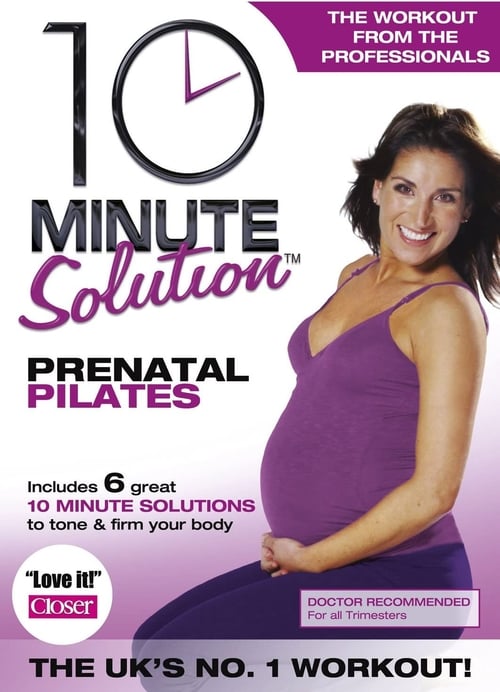 THE WORKOUT
FROM THE
PROFESSIONALS
10
MINUTE
Solution™
PRENATAL
PILATES
Includes 6 great
10 MINUTE SOLUTIONS
to tone & firm your body
“Love it!”
Closer
DOCTOR RECOMMENDED
For all Trimesters
THE UK'S NO. 1 WORKOUT!